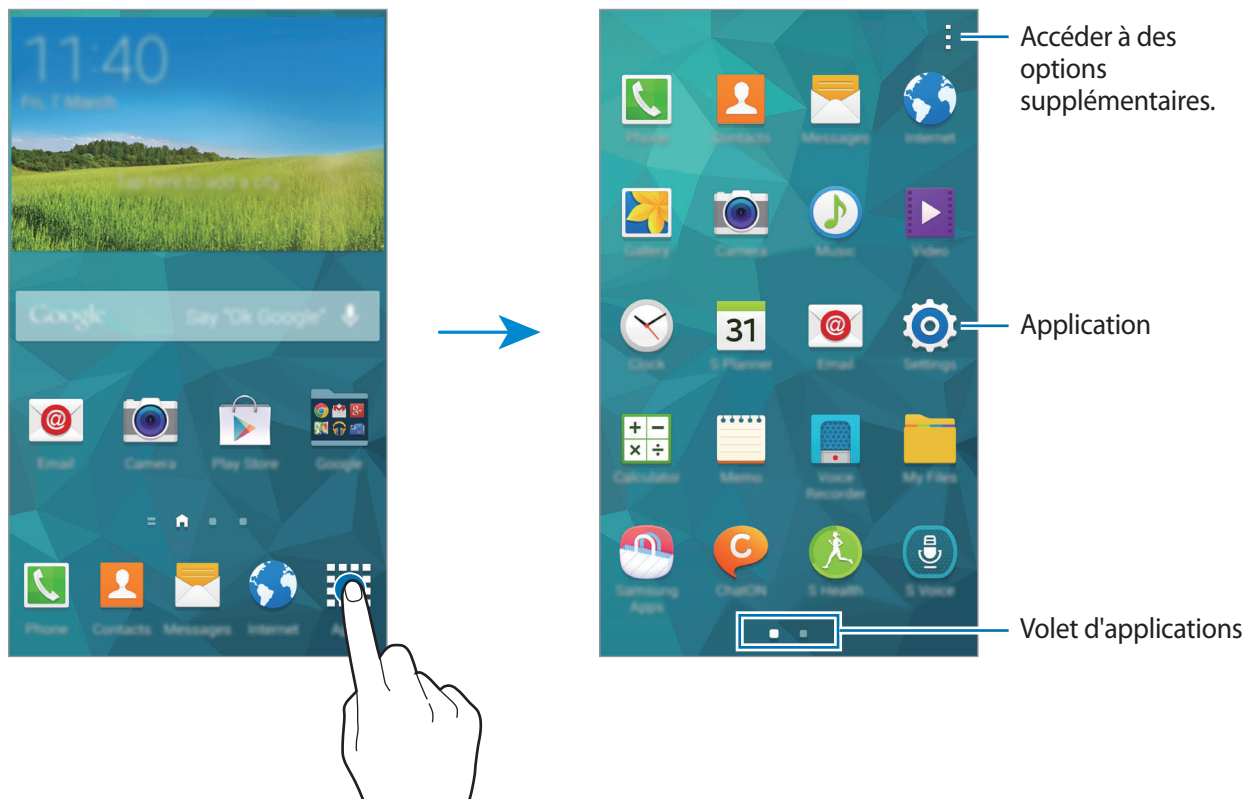 11:40
Fri, 7 March
Tap here to add a city
Google Say "Ok Google"
Email Camera Play Store Google
Phone Contacts Messages Internet
Accéder à des
options
supplémentaires.
Phone Contacts Messages Internet
Gallery Camera Music Video
31
Clock S Planner Email Settings
Application
Calculator Memo Voice
Recorder My Files
C
Samsung
Apps ChatON S Health S Voice
Volet d'applications